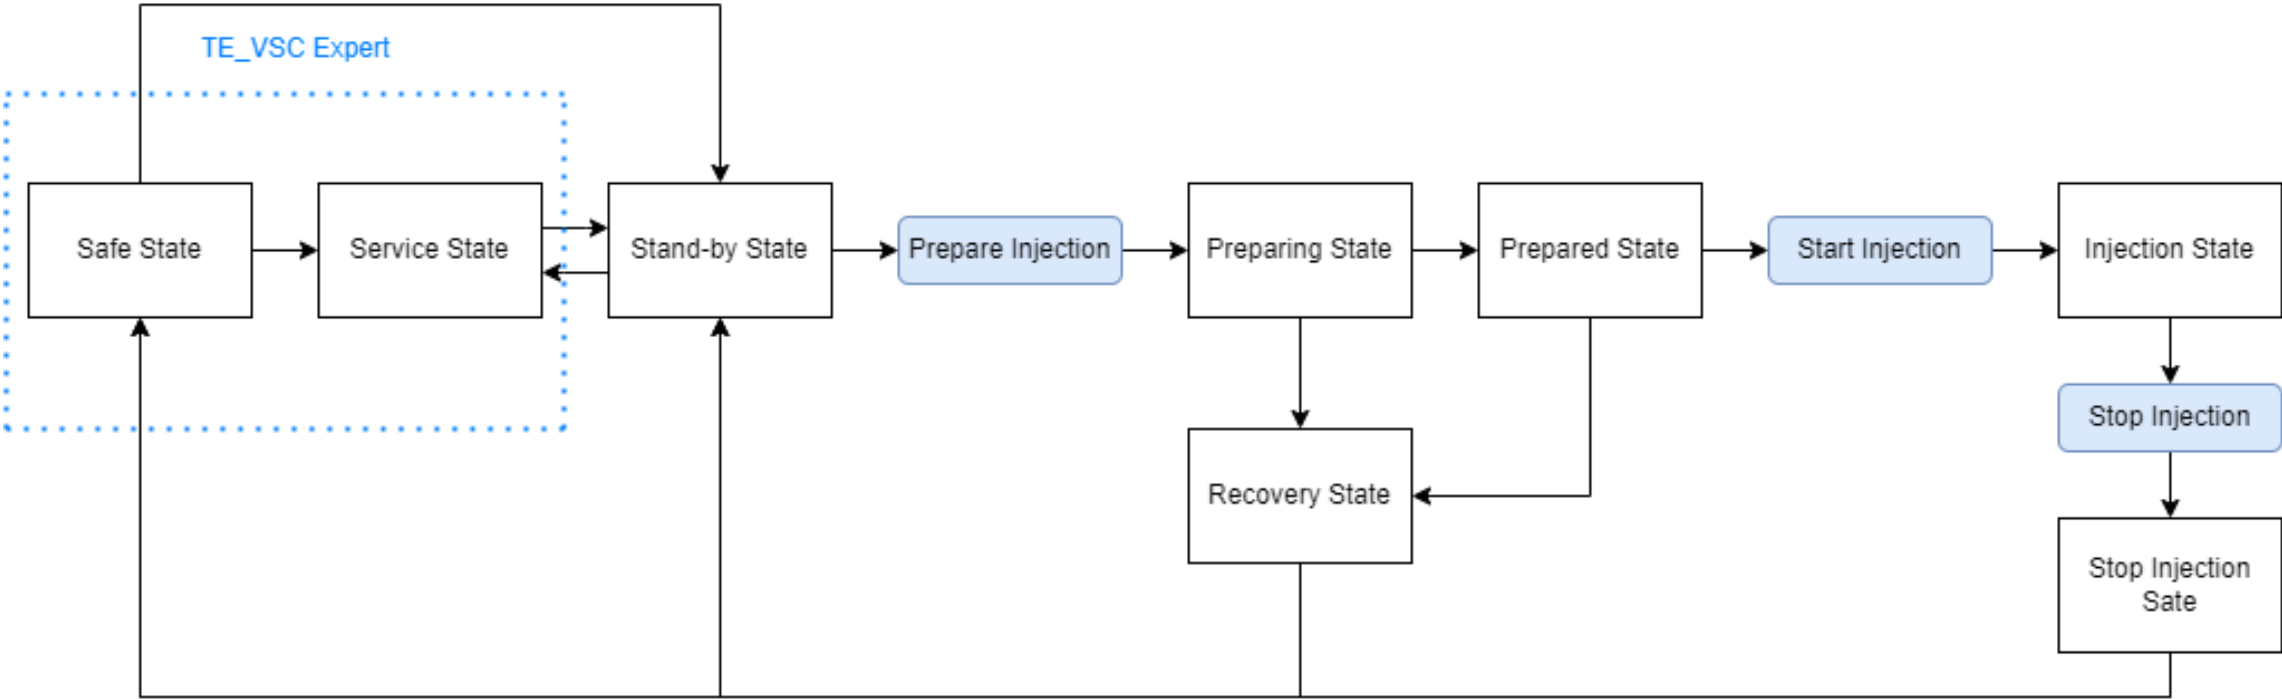 TE_VSC Expert
Safe State
Service State
Stand-by State
Prepare Injection
Preparing State
Prepared State
Start Injection
Injection State
Stop Injection
Recovery State
Stop Injection
Sate